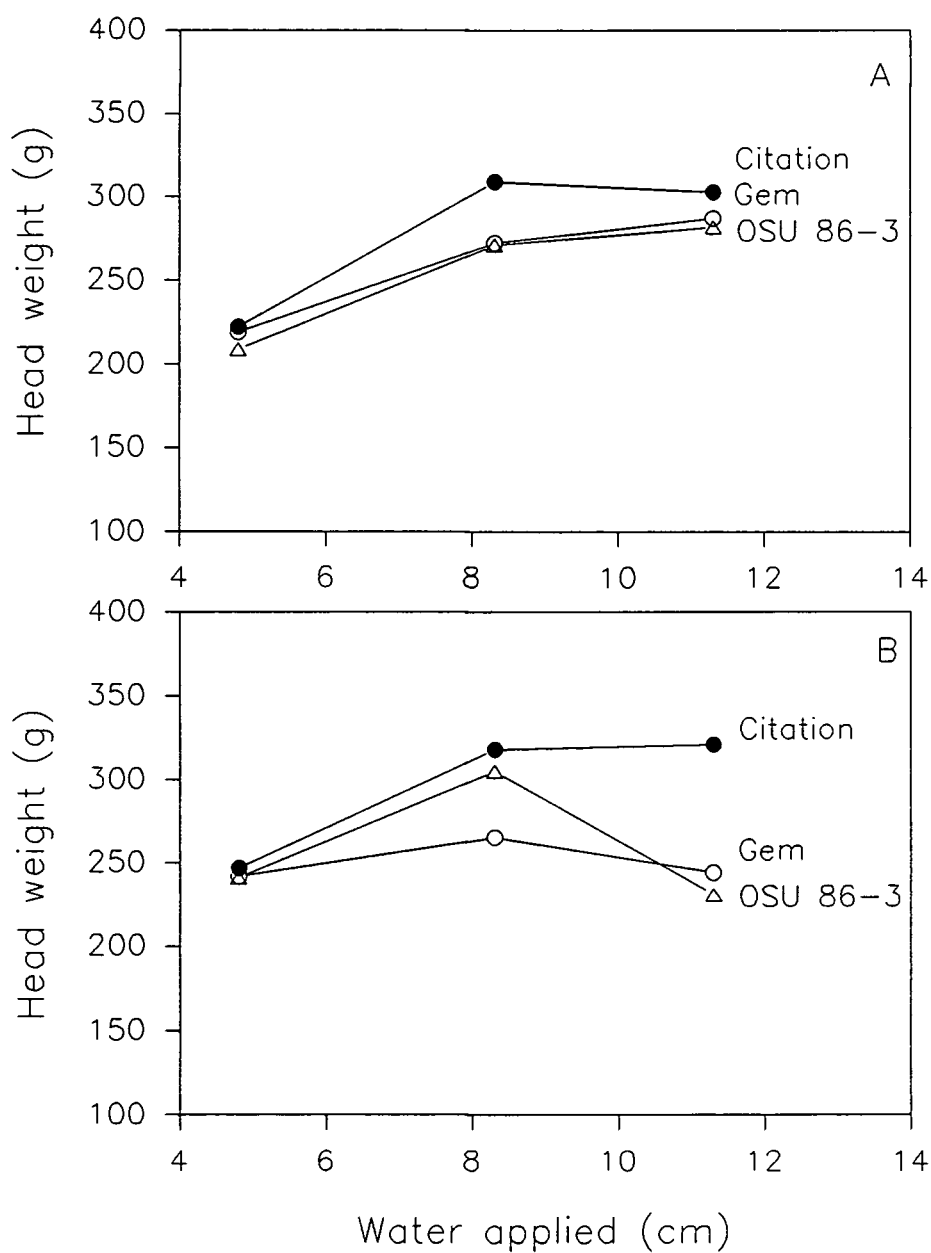 400
A
350
Citation
300
Gem
OSU 86-3
250
200
150
100
Head weight (g)
4 6 8 10 12 14
400
B
350
Citation
300
250
Gem
OSU 86-3
200
150
100
Head weight (g)
4 6 8 10 12 14
Water applied (cm)